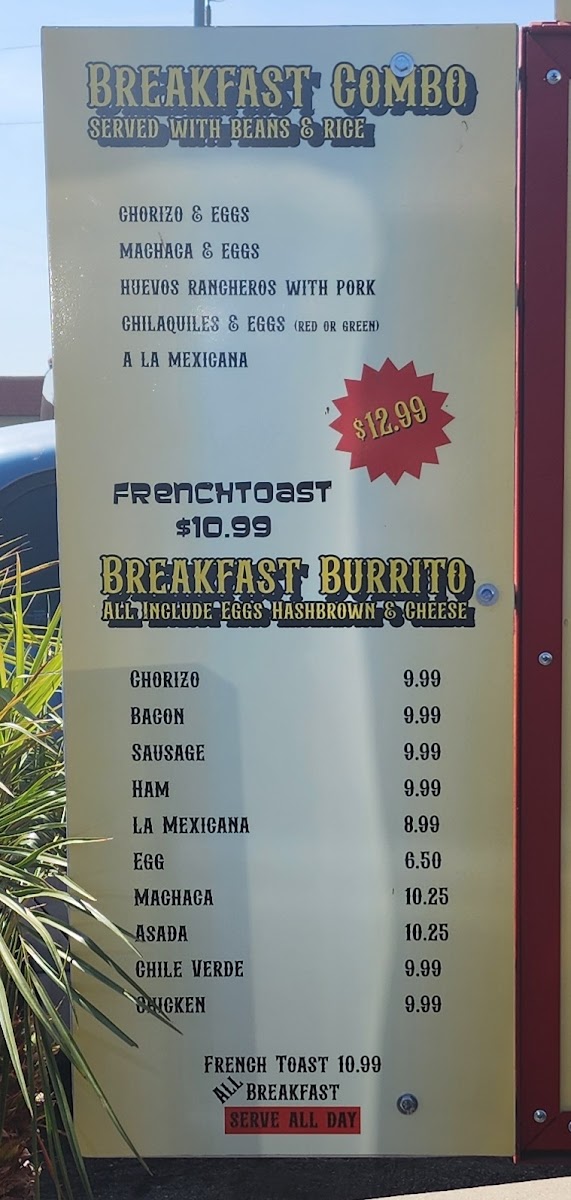 BREAKFAST COMBO
SERVED WITH BEANS & RICE
CHORIZO & EGGS
MACHACA & EGGS
HUEVOS RANCHEROS WITH PORK
CHILAQUILES & EGGS (RED OR GREEN)
A LA MEXICANA
$12.99
FRENCHTOAST
$10.99
BREAKFAST BURRITO
ALL INCLUDE EGGS HASHBROWN & CHEESE
CHORIZO 9.99
BACON 9.99
SAUSAGE 9.99
HAM 9.99
LA MEXICANA 8.99
EGG 6.50
MACHACA 10.25
ASADA 10.25
CHILE VERDE 9.99
CHICKEN 9.99
FRENCH TOAST 10.99
ALL BREAKFAST
SERVE ALL DAY